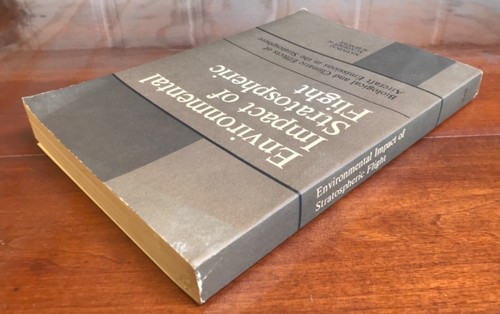 Environmental
Impact of
Stratospheric
Flight
Biological and Climatic Effects of
Aircraft Emissions in the Stratosphere
Environmental Impact of
Stratospheric Flight